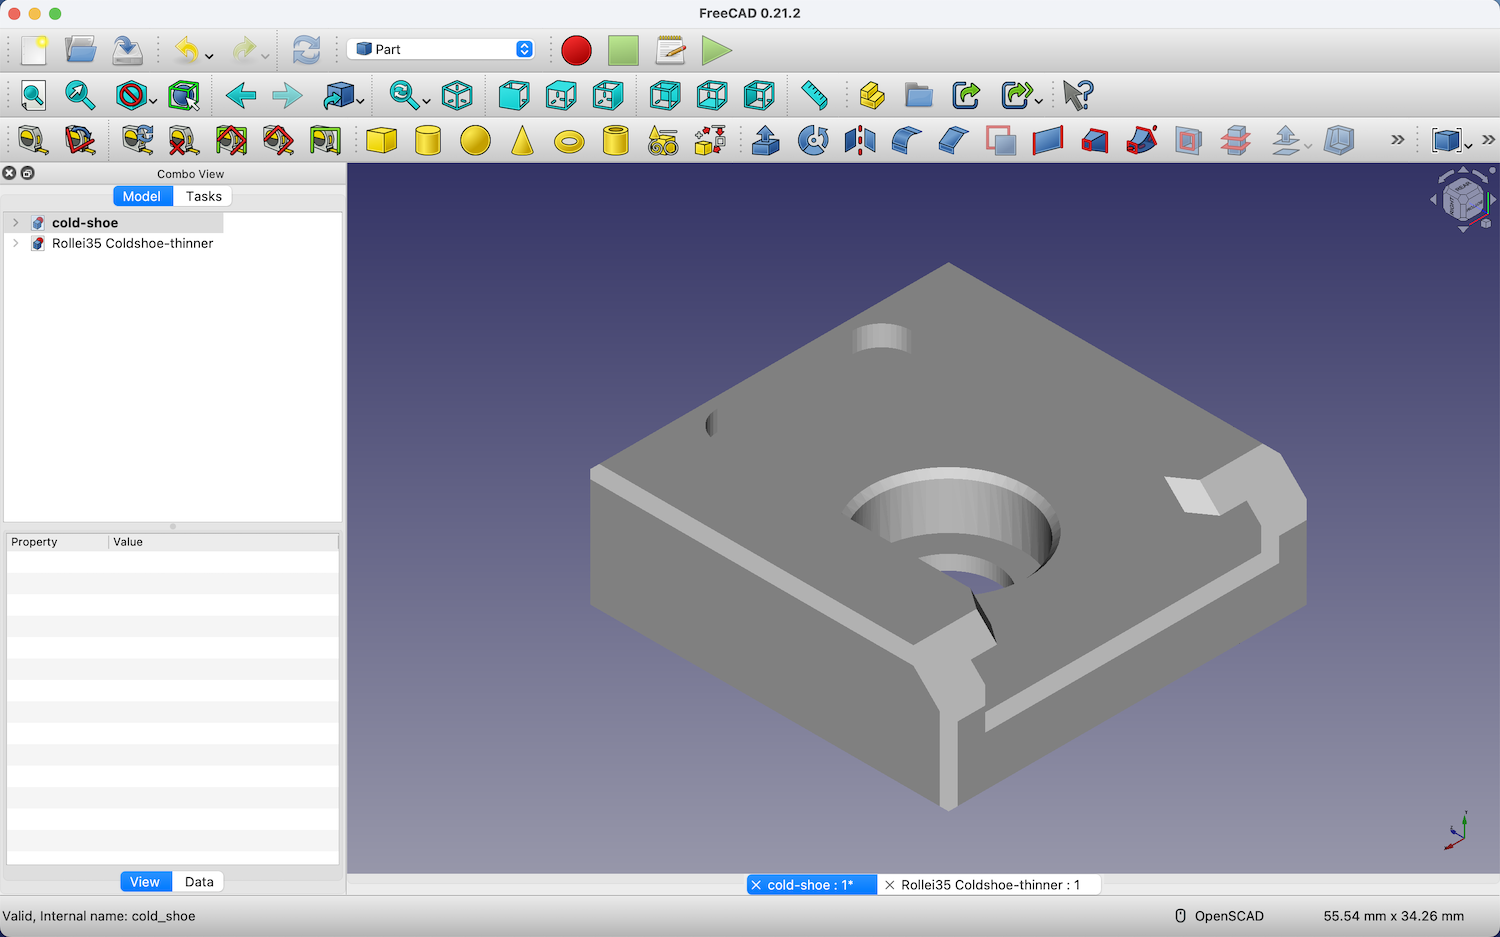 FreeCAD 0.21.2
Part
Combo View
Model
Tasks
cold-shoe
Rollei35 Coldshoe-thinner
Property
Value
View
Data
cold-shoe : 1*
Rollei35 Coldshoe-thinner : 1
Valid, Internal name: cold_shoe
OpenSCAD
55.54 mm x 34.26 mm